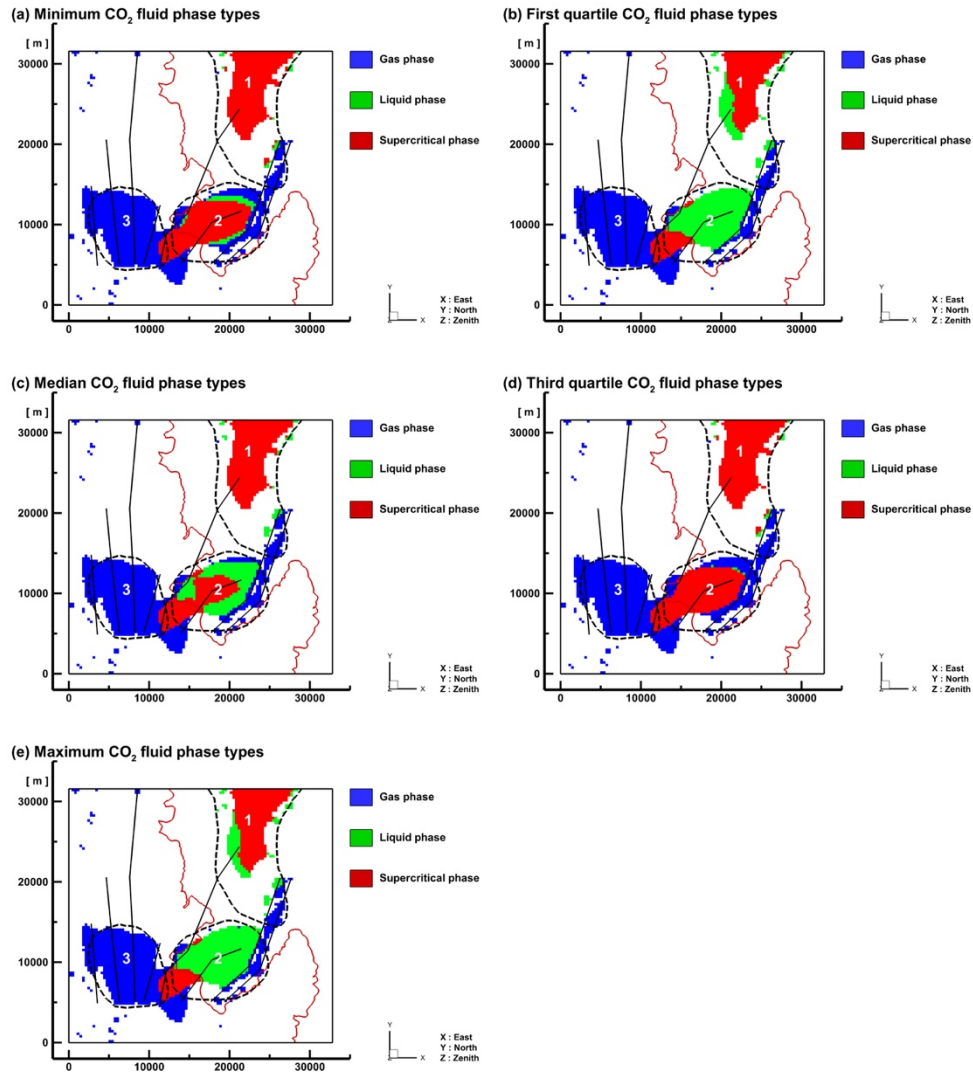 (a) Minimum CO2 fluid phase types
[ m ]
30000
20000
10000
0
0 10000 20000 30000
1
2
3
Gas phase
Liquid phase
Supercritical phase
Y
Z X
X : East
Y : North
Z : Zenith
(b) First quartile CO2 fluid phase types
[ m ]
30000
20000
10000
0
0 10000 20000 30000
1
2
3
Gas phase
Liquid phase
Supercritical phase
Y
Z X
X : East
Y : North
Z : Zenith
(c) Median CO2 fluid phase types
[ m ]
30000
20000
10000
0
0 10000 20000 30000
1
2
3
Gas phase
Liquid phase
Supercritical phase
Y
Z X
X : East
Y : North
Z : Zenith
(d) Third quartile CO2 fluid phase types
[ m ]
30000
20000
10000
0
0 10000 20000 30000
1
2
3
Gas phase
Liquid phase
Supercritical phase
Y
Z X
X : East
Y : North
Z : Zenith
(e) Maximum CO2 fluid phase types
[ m ]
30000
20000
10000
0
0 10000 20000 30000
1
2
3
Gas phase
Liquid phase
Supercritical phase
Y
Z X
X : East
Y : North
Z : Zenith